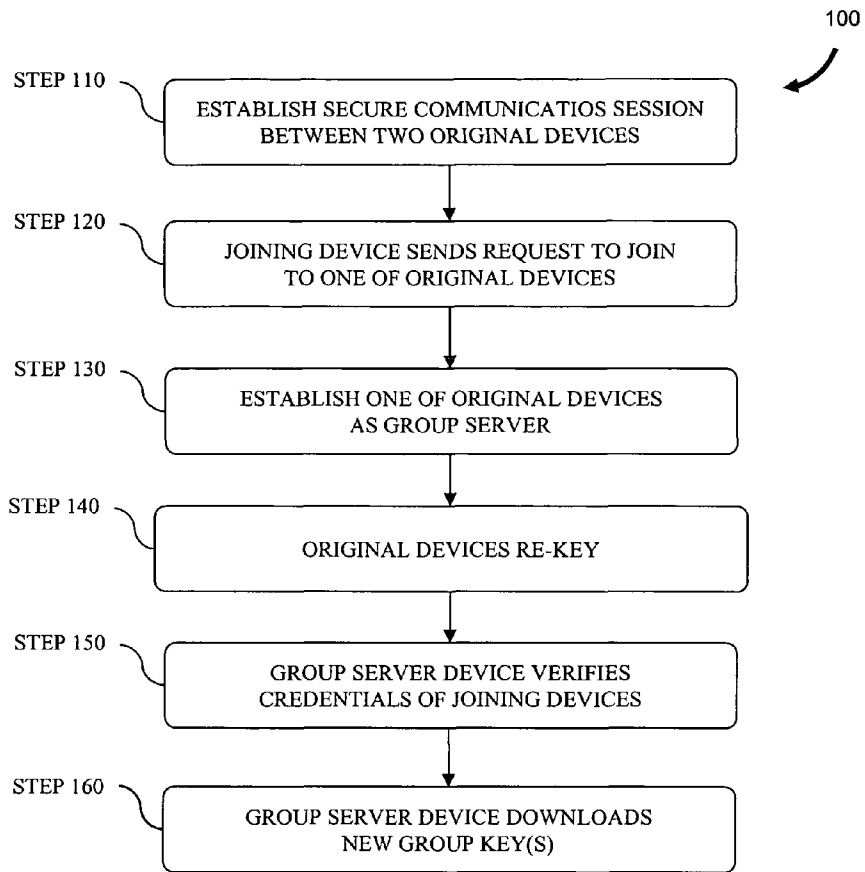 100
STEP 110
ESTABLISH SECURE COMMUNICATIOS SESSION
BETWEEN TWO ORIGINAL DEVICES
STEP 120
JOINING DEVICE SENDS REQUEST TO JOIN
TO ONE OF ORIGINAL DEVICES
STEP 130
ESTABLISH ONE OF ORIGINAL DEVICES
AS GROUP SERVER
STEP 140
ORIGINAL DEVICES RE-KEY
STEP 150
GROUP SERVER DEVICE VERIFIES
CREDENTIALS OF JOINING DEVICES
STEP 160
GROUP SERVER DEVICE DOWNLOADS
NEW GROUP KEY(S)